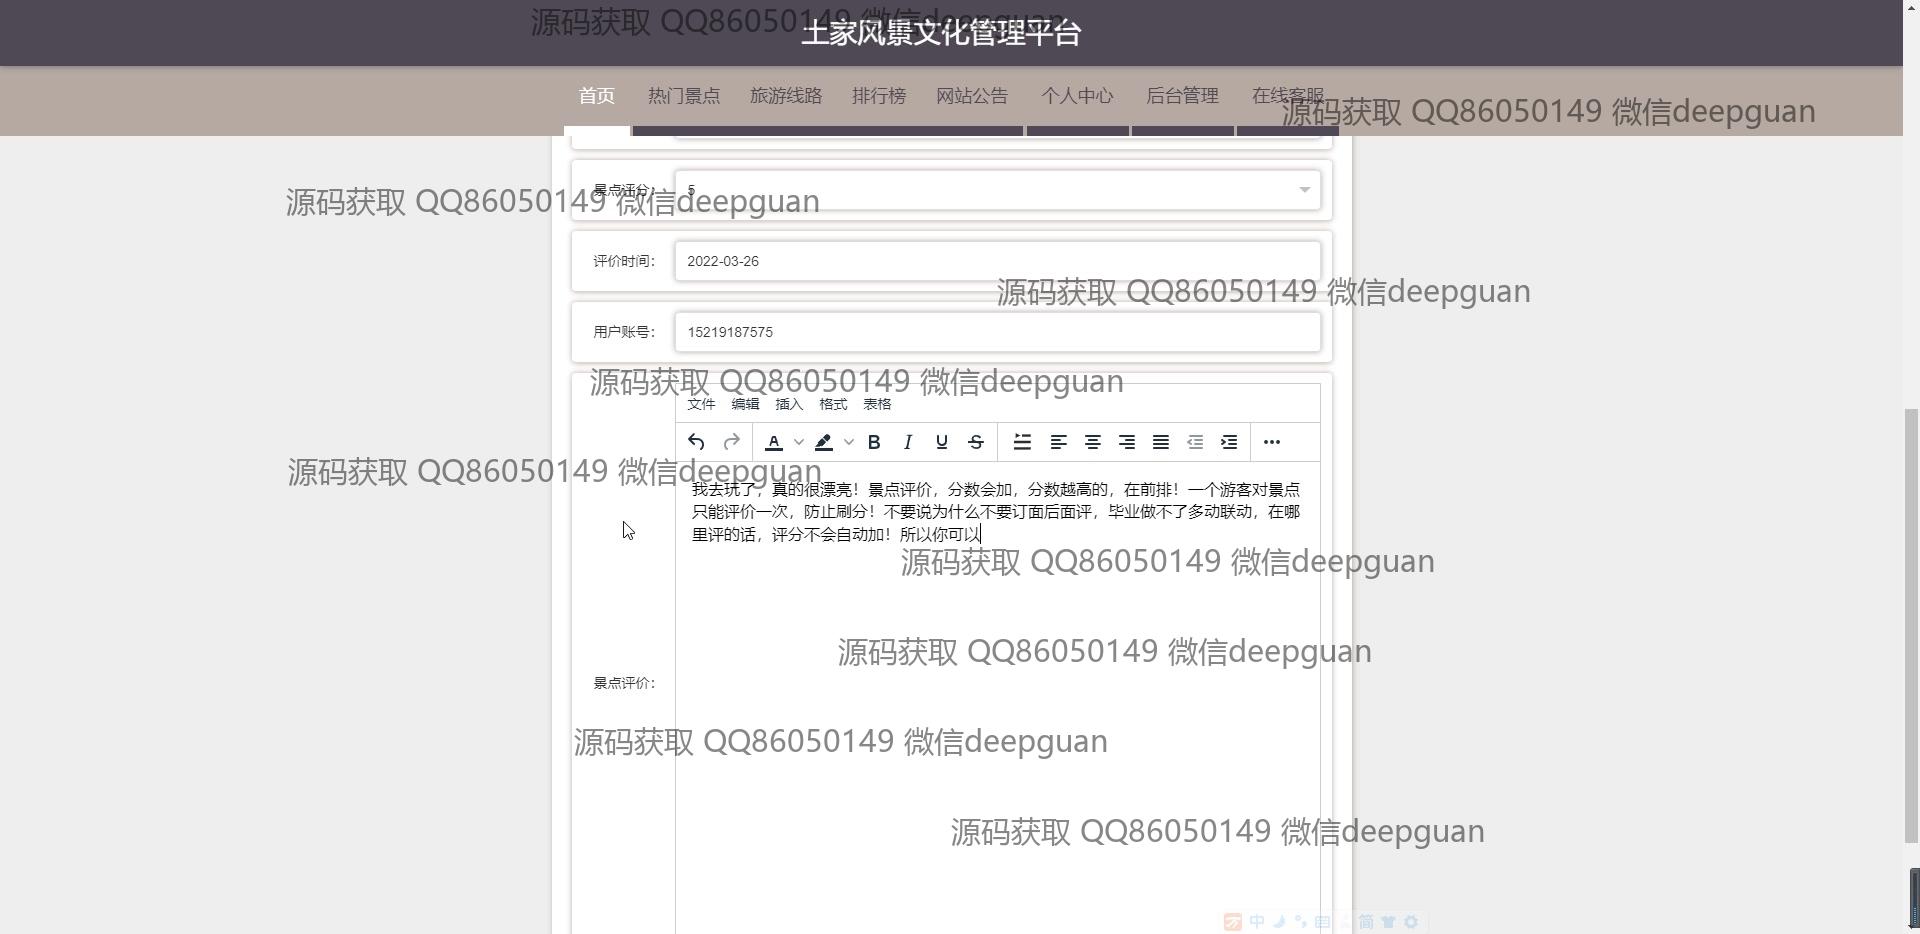 源码获取 QQ86050149 微信deepguan
土家风景文化管理平台
首页 热门景点 旅游线路 排行榜 网站公告 个人中心 后台管理 在线客服
源码获取 QQ86050149 微信deepguan
景点评分： 5
源码获取 QQ86050149 微信deepguan
评价时间： 2022-03-26
源码获取 QQ86050149 微信deepguan
用户账号： 15219187575
源码获取 QQ86050149 微信deepguan
文件 编辑 插入 格式 表格
A B I U S
源码获取 QQ86050149 微信deepguan
我去玩了，真的很漂亮！景点评价，分数会加，分数越高的，在前排！一个游客对景点
只能评价一次，防止刷分！不要说为什么不要订面后面评，毕业做不了多动联动，在哪
里评的话，评分不会自动加！所以你可以
源码获取 QQ86050149 微信deepguan
源码获取 QQ86050149 微信deepguan
景点评价：
源码获取 QQ86050149 微信deepguan
源码获取 QQ86050149 微信deepguan
中 简